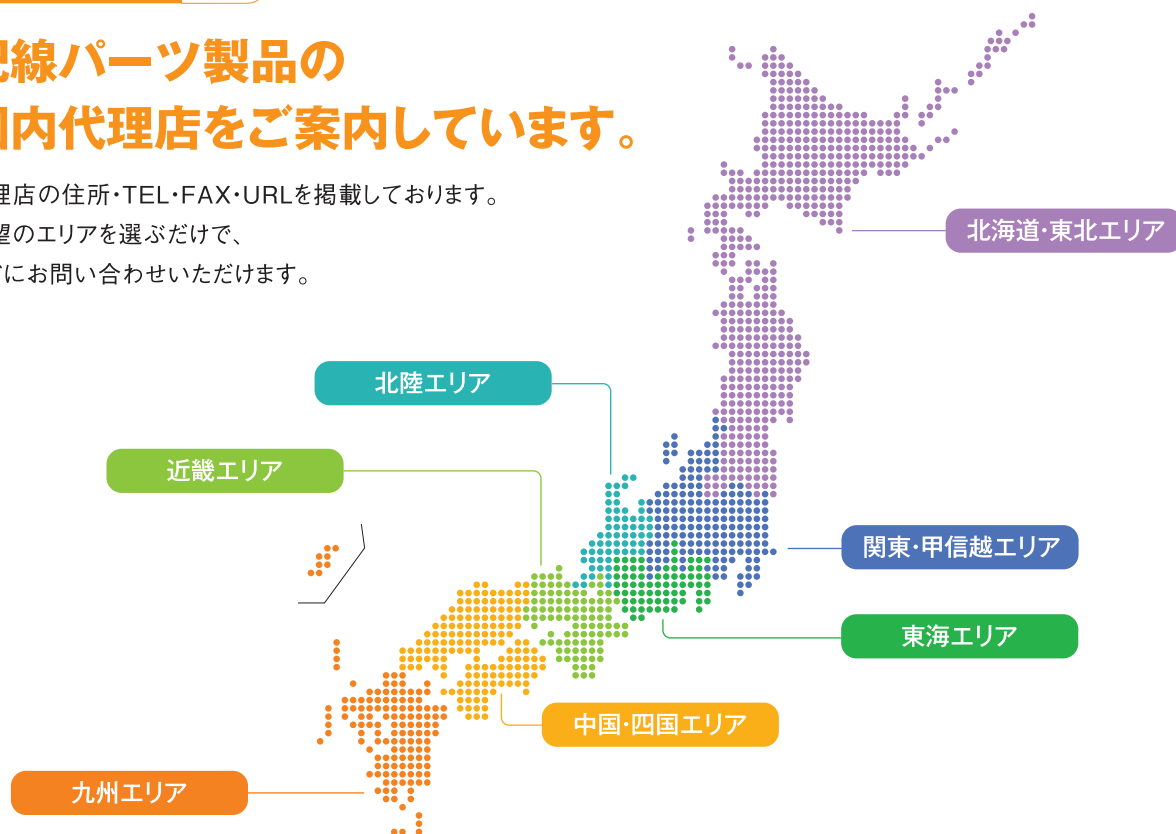 線パーツ製品の
内代理店をご案内しています。
理店の住所・TEL・FAX・URLを掲載しております。
望のエリアを選ぶだけで、
にお問い合わせいただけます。
北海道・東北エリア
北陸エリア
近畿エリア
関東・甲信越エリア
東海エリア
中国・四国エリア
九州エリア